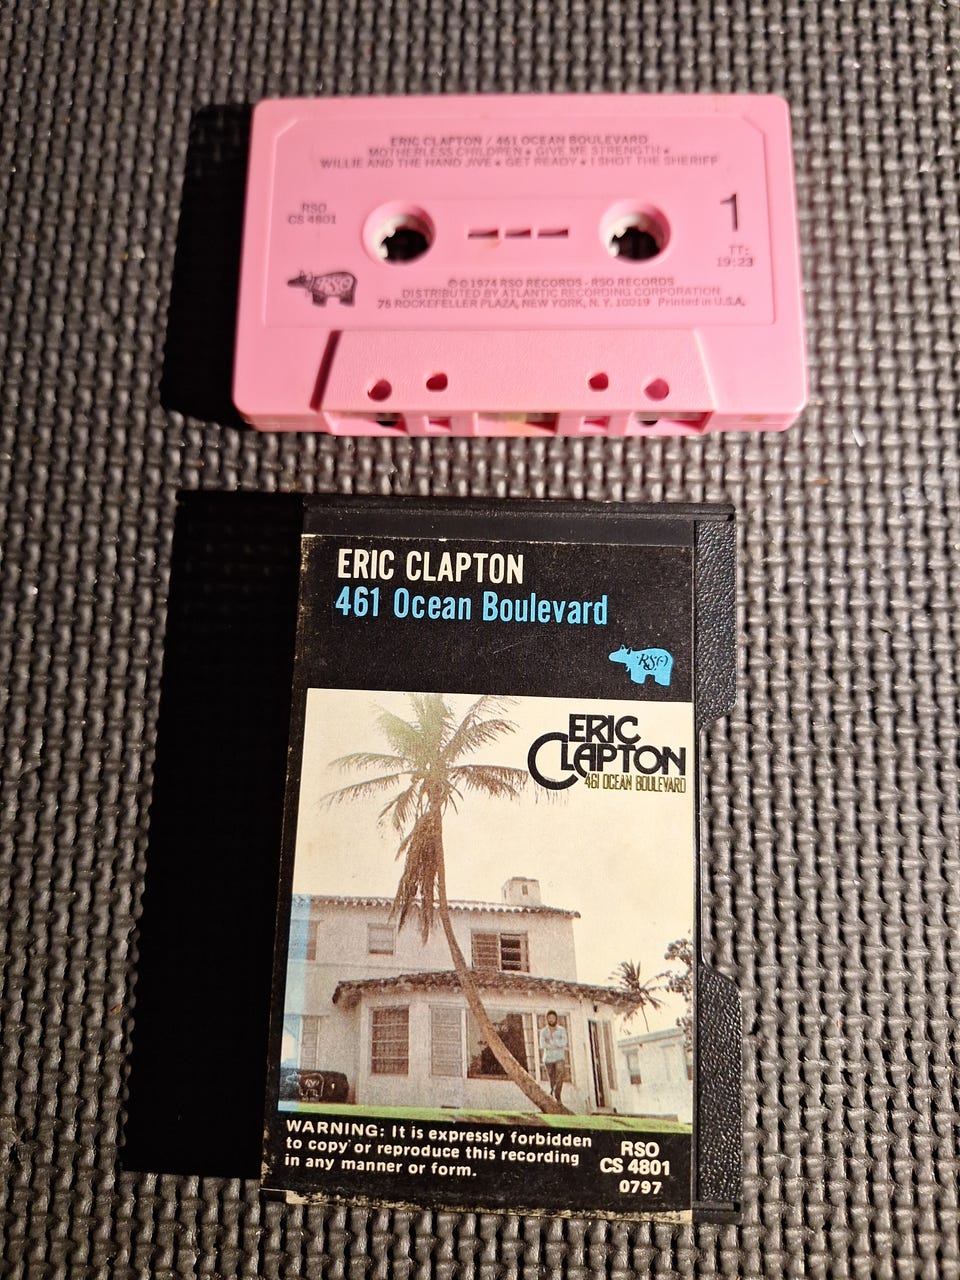 ERIC CLAPTON / 461 OCEAN BOULEVARD
MOTHERLESS CHILDREN ★ GIVE ME STRENGTH ★
WILLIE AND THE HAND JIVE ★ GET READY ★ I SHOT THE SHERIFF
RSO
CS 4801
1
TT:
19:23
RSO
℗ © 1974 RSO RECORDS - RSO RECORDS
DISTRIBUTED BY ATLANTIC RECORDING CORPORATION
75 ROCKEFELLER PLAZA, NEW YORK, N. Y. 10019 Printed in U.S.A.
ERIC CLAPTON
461 Ocean Boulevard
RSO
ERIC
CLAPTON
461 OCEAN BOULEVARD
WARNING: It is expressly forbidden
to copy or reproduce this recording
in any manner or form.
RSO
CS 4801
0797